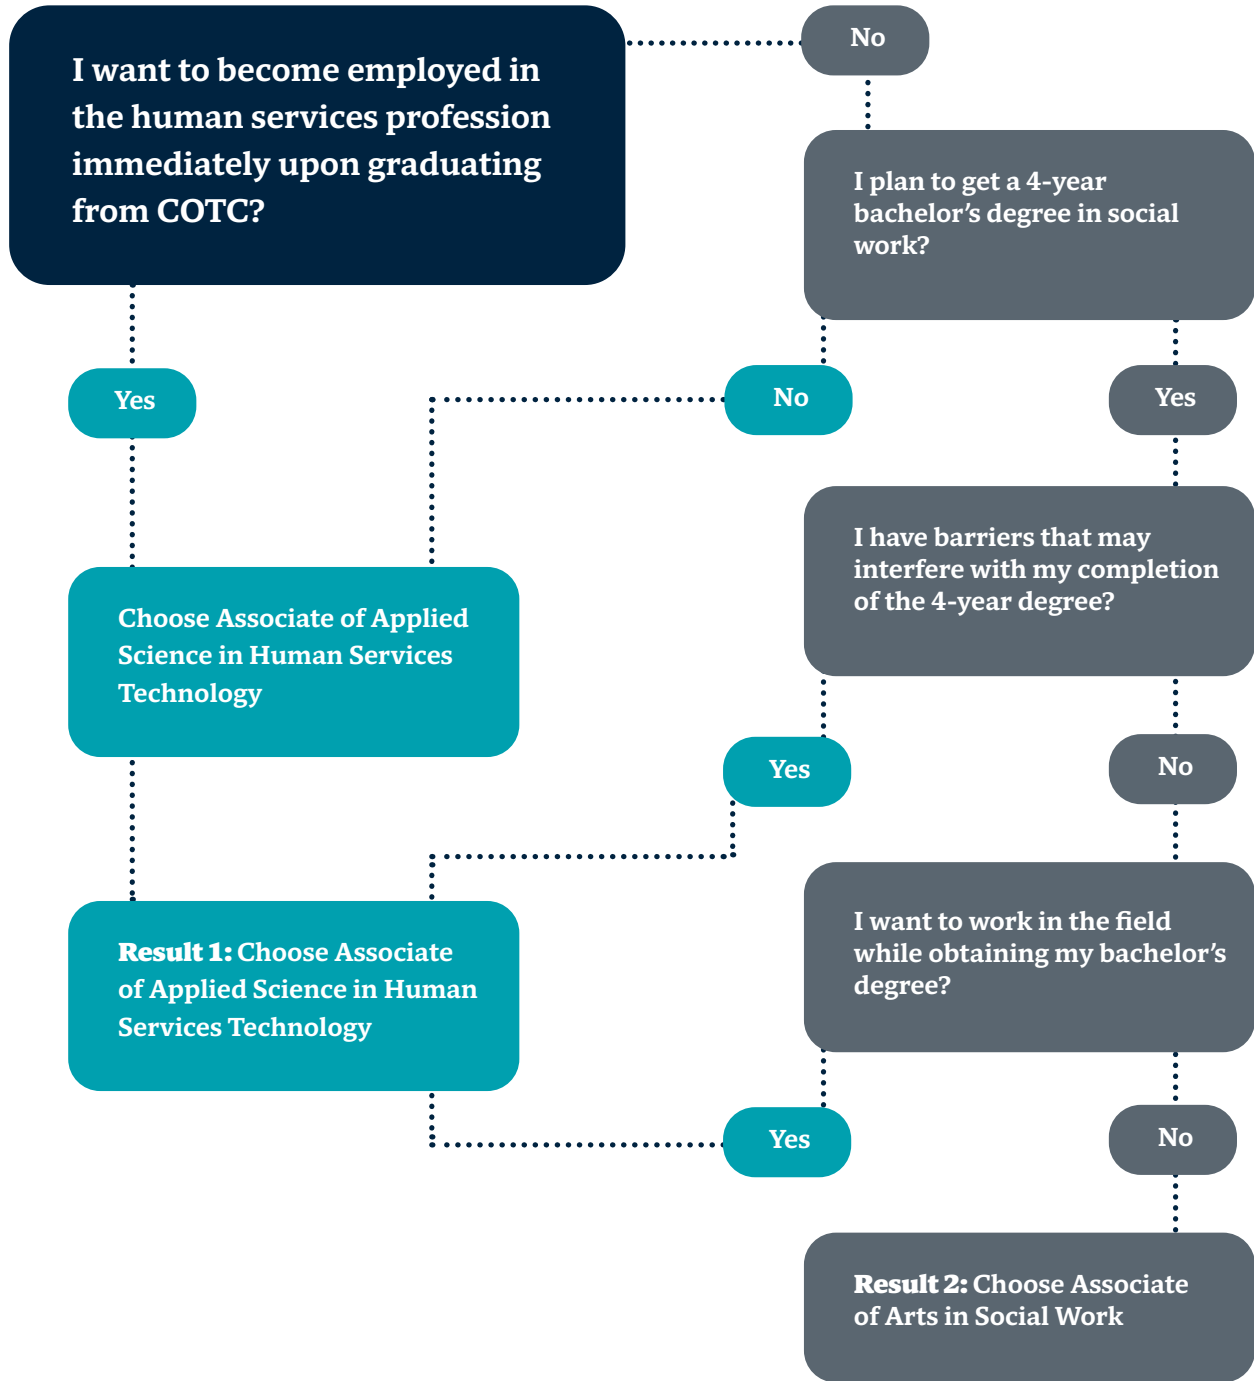 I want to become employed in
the human services profession
immediately upon graduating
from COTC?
No
I plan to get a 4-year
bachelor’s degree in social
work?
Yes
No
Yes
I have barriers that may
interfere with my completion
of the 4-year degree?
Choose Associate of Applied
Science in Human Services
Technology
Yes
No
I want to work in the field
while obtaining my bachelor’s
degree?
Result 1: Choose Associate
of Applied Science in Human
Services Technology
Yes
No
Result 2: Choose Associate
of Arts in Social Work